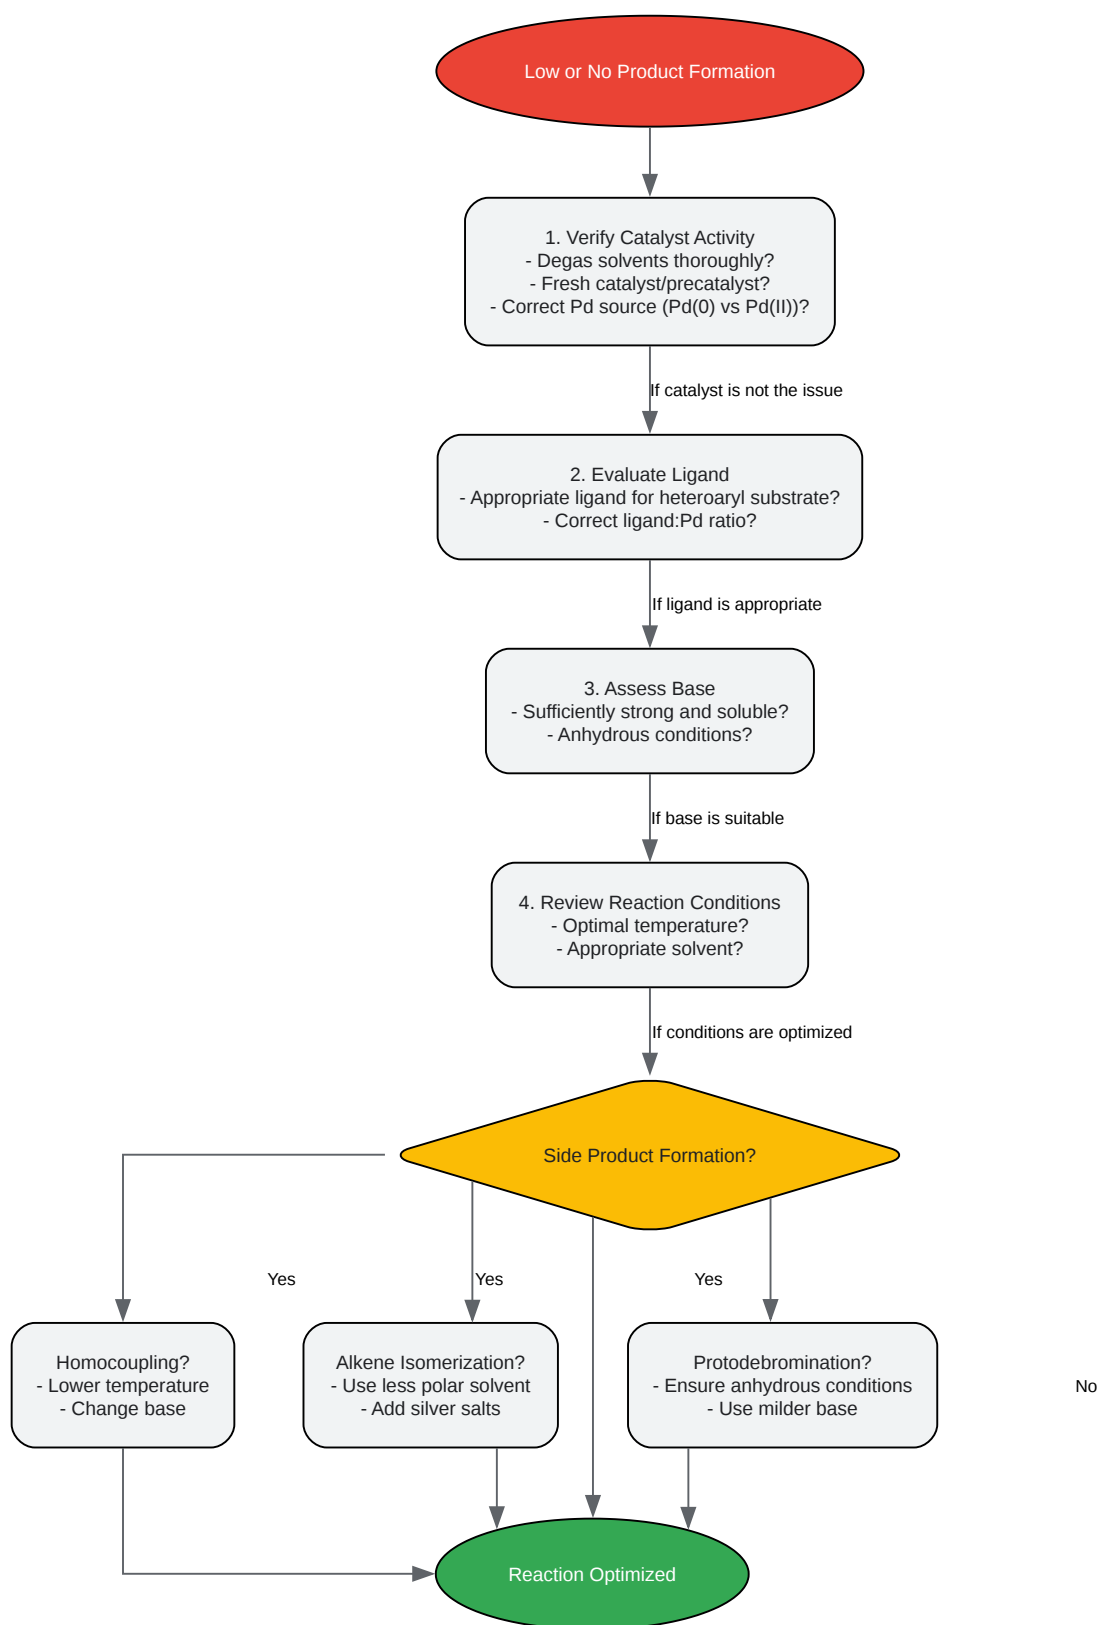 Low or No Product Formation
1. Verify Catalyst Activity
- Degas solvents thoroughly?
- Fresh catalyst/precatalyst?
- Correct Pd source (Pd(0) vs Pd(II))?
If catalyst is not the issue
2. Evaluate Ligand
- Appropriate ligand for heteroaryl substrate?
- Correct ligand:Pd ratio?
If ligand is appropriate
3. Assess Base
- Sufficiently strong and soluble?
- Anhydrous conditions?
If base is suitable
4. Review Reaction Conditions
- Optimal temperature?
- Appropriate solvent?
If conditions are optimized
Side Product Formation?
Yes
Yes
Yes
Homocoupling?
- Lower temperature
- Change base
Alkene Isomerization?
- Use less polar solvent
- Add silver salts
Protodebromination?
- Ensure anhydrous conditions
- Use milder base
No
Reaction Optimized